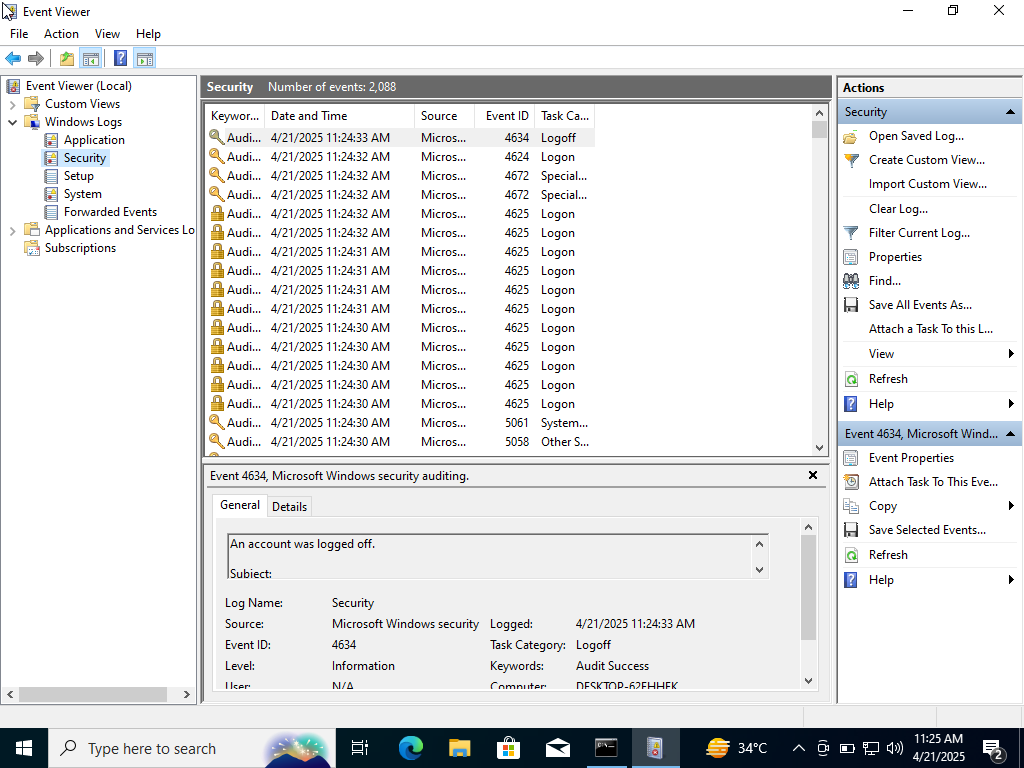 Event Viewer
File Action View Help
Event Viewer (Local)
Custom Views
Windows Logs
Application
Security
Setup
System
Forwarded Events
Applications and Services Lo
Subscriptions
Security Number of events: 2,088
Keywor... Date and Time Source Event ID Task Ca...
Audi... 4/21/2025 11:24:33 AM Micros... 4634 Logoff
Audi... 4/21/2025 11:24:32 AM Micros... 4624 Logon
Audi... 4/21/2025 11:24:32 AM Micros... 4672 Special...
Audi... 4/21/2025 11:24:32 AM Micros... 4672 Special...
Audi... 4/21/2025 11:24:32 AM Micros... 4625 Logon
Audi... 4/21/2025 11:24:32 AM Micros... 4625 Logon
Audi... 4/21/2025 11:24:31 AM Micros... 4625 Logon
Audi... 4/21/2025 11:24:31 AM Micros... 4625 Logon
Audi... 4/21/2025 11:24:31 AM Micros... 4625 Logon
Audi... 4/21/2025 11:24:31 AM Micros... 4625 Logon
Audi... 4/21/2025 11:24:30 AM Micros... 4625 Logon
Audi... 4/21/2025 11:24:30 AM Micros... 4625 Logon
Audi... 4/21/2025 11:24:30 AM Micros... 4625 Logon
Audi... 4/21/2025 11:24:30 AM Micros... 4625 Logon
Audi... 4/21/2025 11:24:30 AM Micros... 4625 Logon
Audi... 4/21/2025 11:24:30 AM Micros... 5061 System...
Audi... 4/21/2025 11:24:30 AM Micros... 5058 Other S...
Event 4634, Microsoft Windows security auditing.
General Details
An account was logged off.
Subject:
Log Name: Security
Source: Microsoft Windows security Logged: 4/21/2025 11:24:33 AM
Event ID: 4634 Task Category: Logoff
Level: Information Keywords: Audit Success
User: N/A Computer: DESKTOP-62FHHEK
Actions
Security
Open Saved Log...
Create Custom View...
Import Custom View...
Clear Log...
Filter Current Log...
Properties
Find...
Save All Events As...
Attach a Task To this L...
View
Refresh
Help
Event 4634, Microsoft Wind...
Event Properties
Attach Task To This Eve...
Copy
Save Selected Events...
Refresh
Help
Type here to search
34°C
11:25 AM
4/21/2025
2